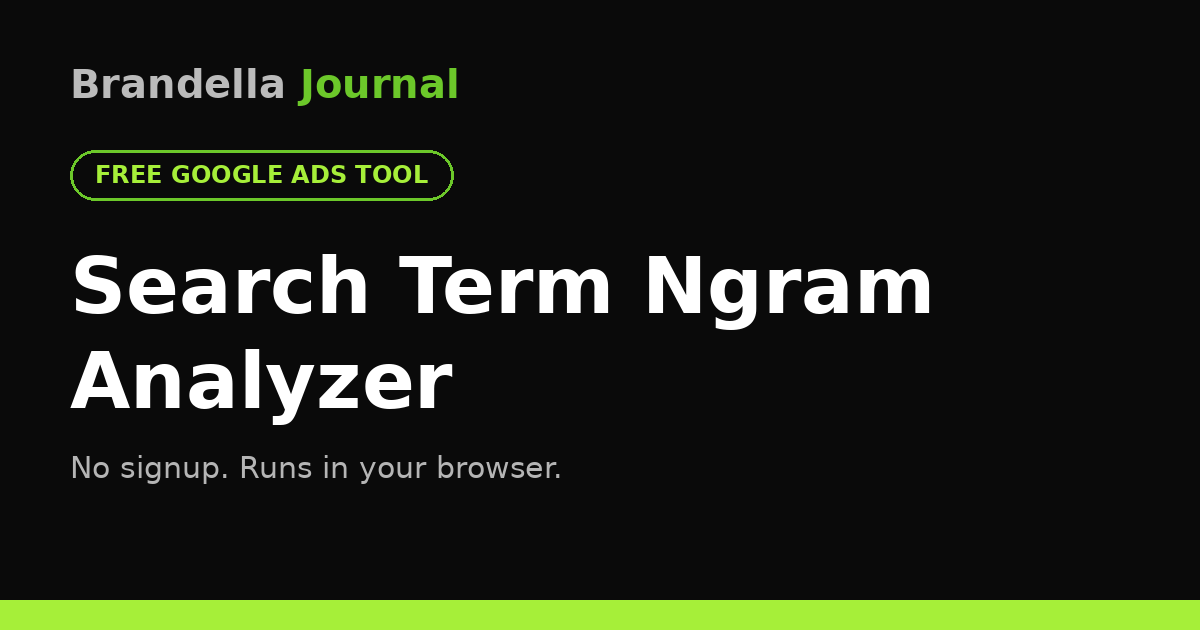 Brandella Journal
FREE GOOGLE ADS TOOL
Search Term Ngram
Analyzer
No signup. Runs in your browser.